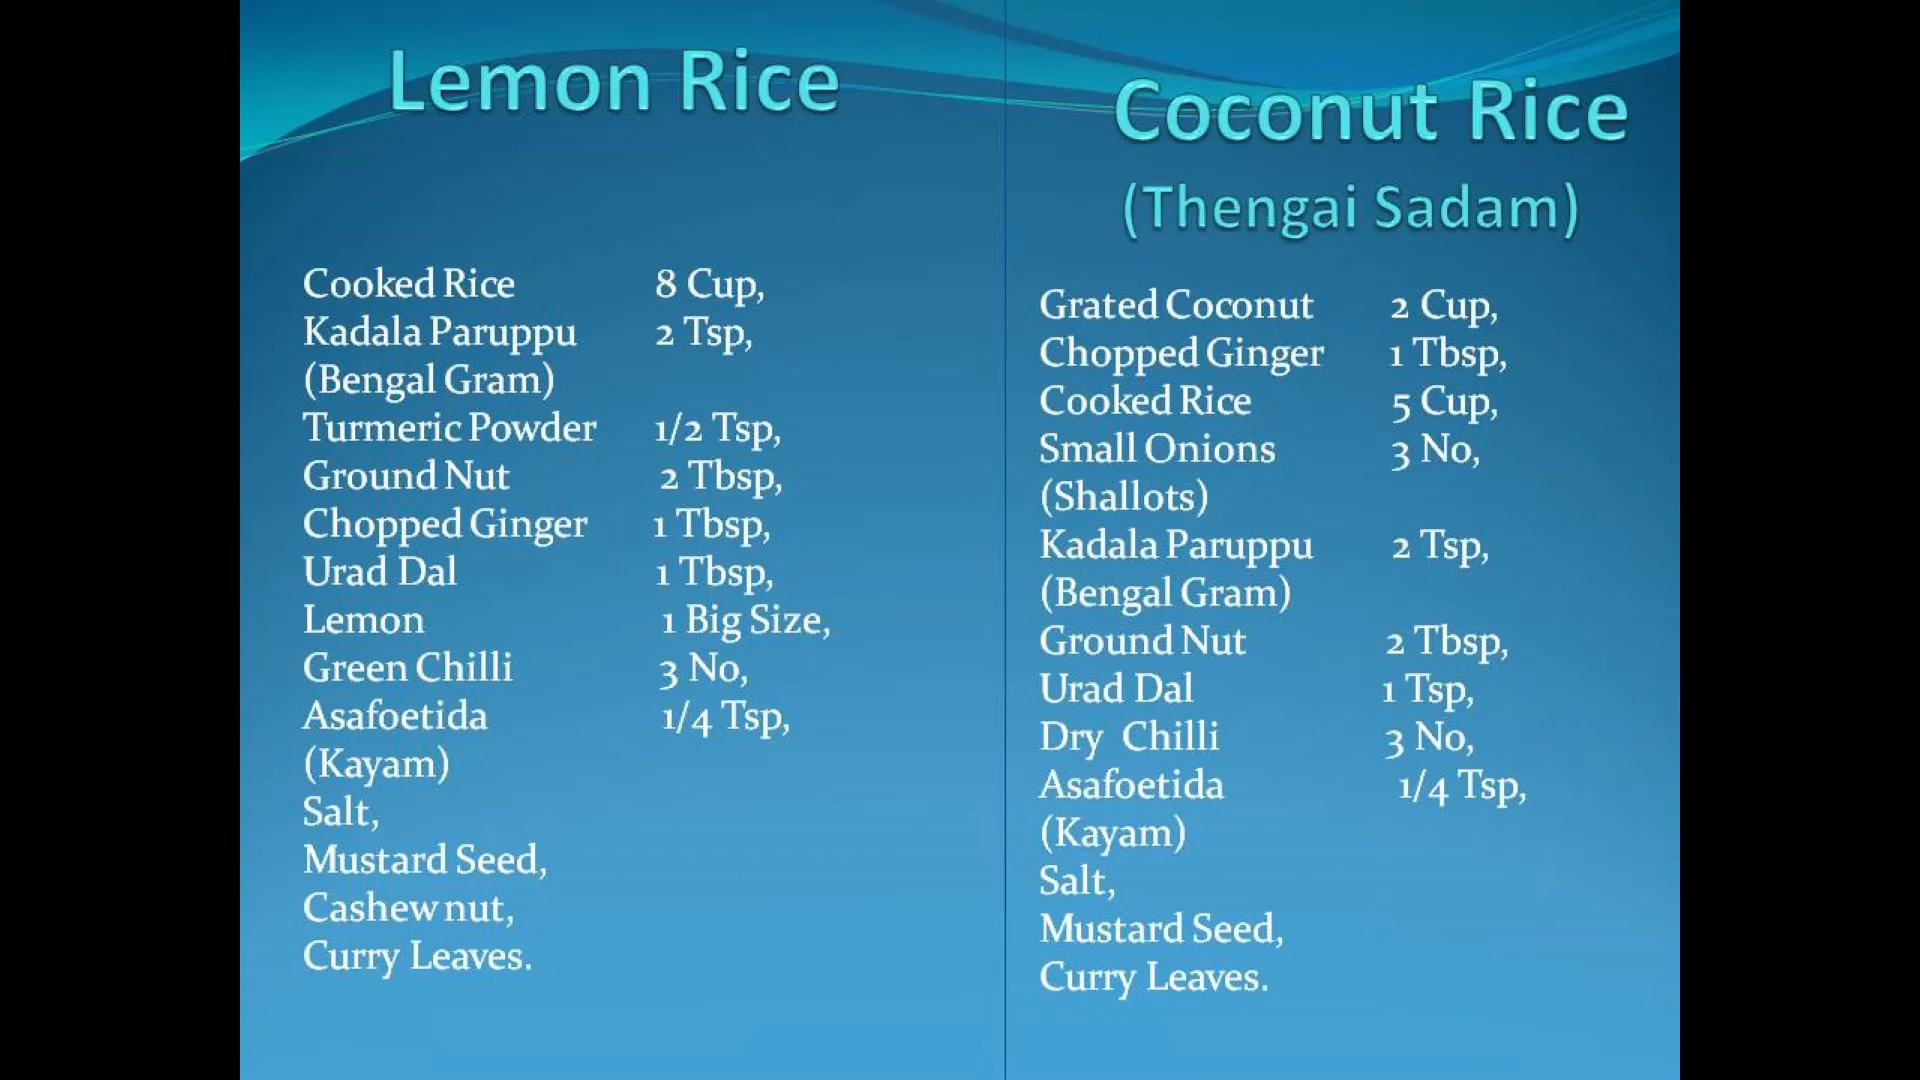 Lemon Rice
Cooked Rice 8 Cup,
Kadala Paruppu 2 Tsp,
(Bengal Gram)
Turmeric Powder 1/2 Tsp,
Ground Nut 2 Tbsp,
Chopped Ginger 1 Tbsp,
Urad Dal 1 Tbsp,
Lemon 1 Big Size,
Green Chilli 3 No,
Asafoetida 1/4 Tsp,
(Kayam)
Salt,
Mustard Seed,
Cashew nut,
Curry Leaves.
Coconut Rice
(Thengai Sadam)
Grated Coconut 2 Cup,
Chopped Ginger 1 Tbsp,
Cooked Rice 5 Cup,
Small Onions 3 No,
(Shallots)
Kadala Paruppu 2 Tsp,
(Bengal Gram)
Ground Nut 2 Tbsp,
Urad Dal 1 Tsp,
Dry Chilli 3 No,
Asafoetida 1/4 Tsp,
(Kayam)
Salt,
Mustard Seed,
Curry Leaves.